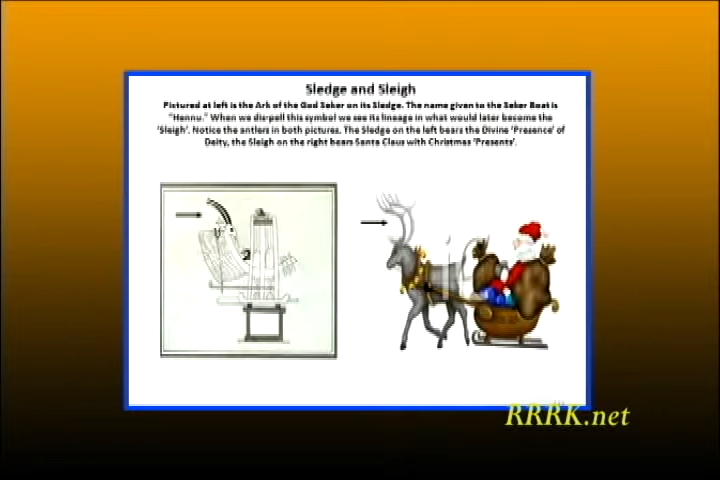 Sledge and Sleigh
Pictured at left is the Ark of the God Seker on its Sledge. The name given to the Seker Boat is
"Hennu." When we dis-pell this symbol we see its lineage in what would later become the
'Sleigh'. Notice the antlers in both pictures. The Sledge on the left bears the Divine 'Presence' of
Deity, the Sleigh on the right bears Santa Claus with Christmas 'Presents'.
RRRK.net